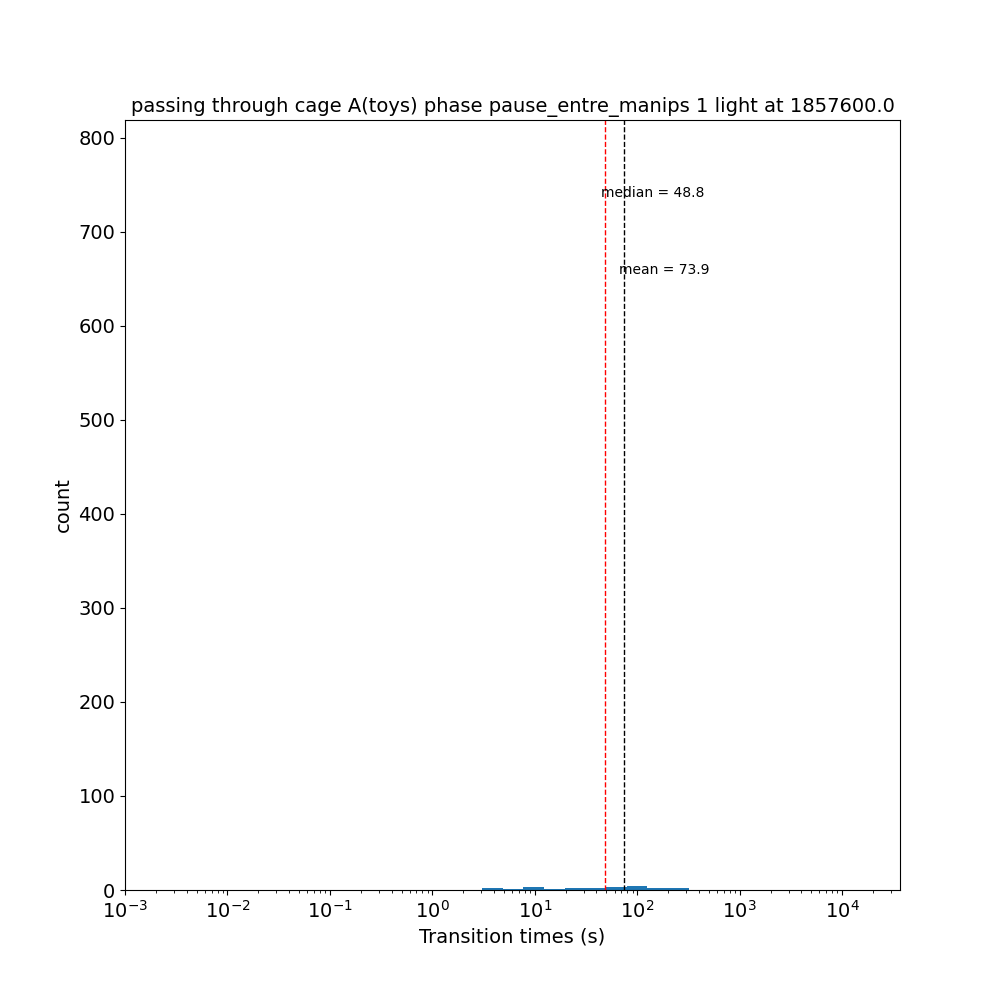 passing through cage A(toys) phase pause_entre_manips 1 light at 1857600.0
800
median = 48.8
700
mean = 73.9
600
500
count
400
300
200
100
0
10⁻³ 10⁻² 10⁻¹ 10⁰ 10¹ 10² 10³ 10⁴
Transition times (s)